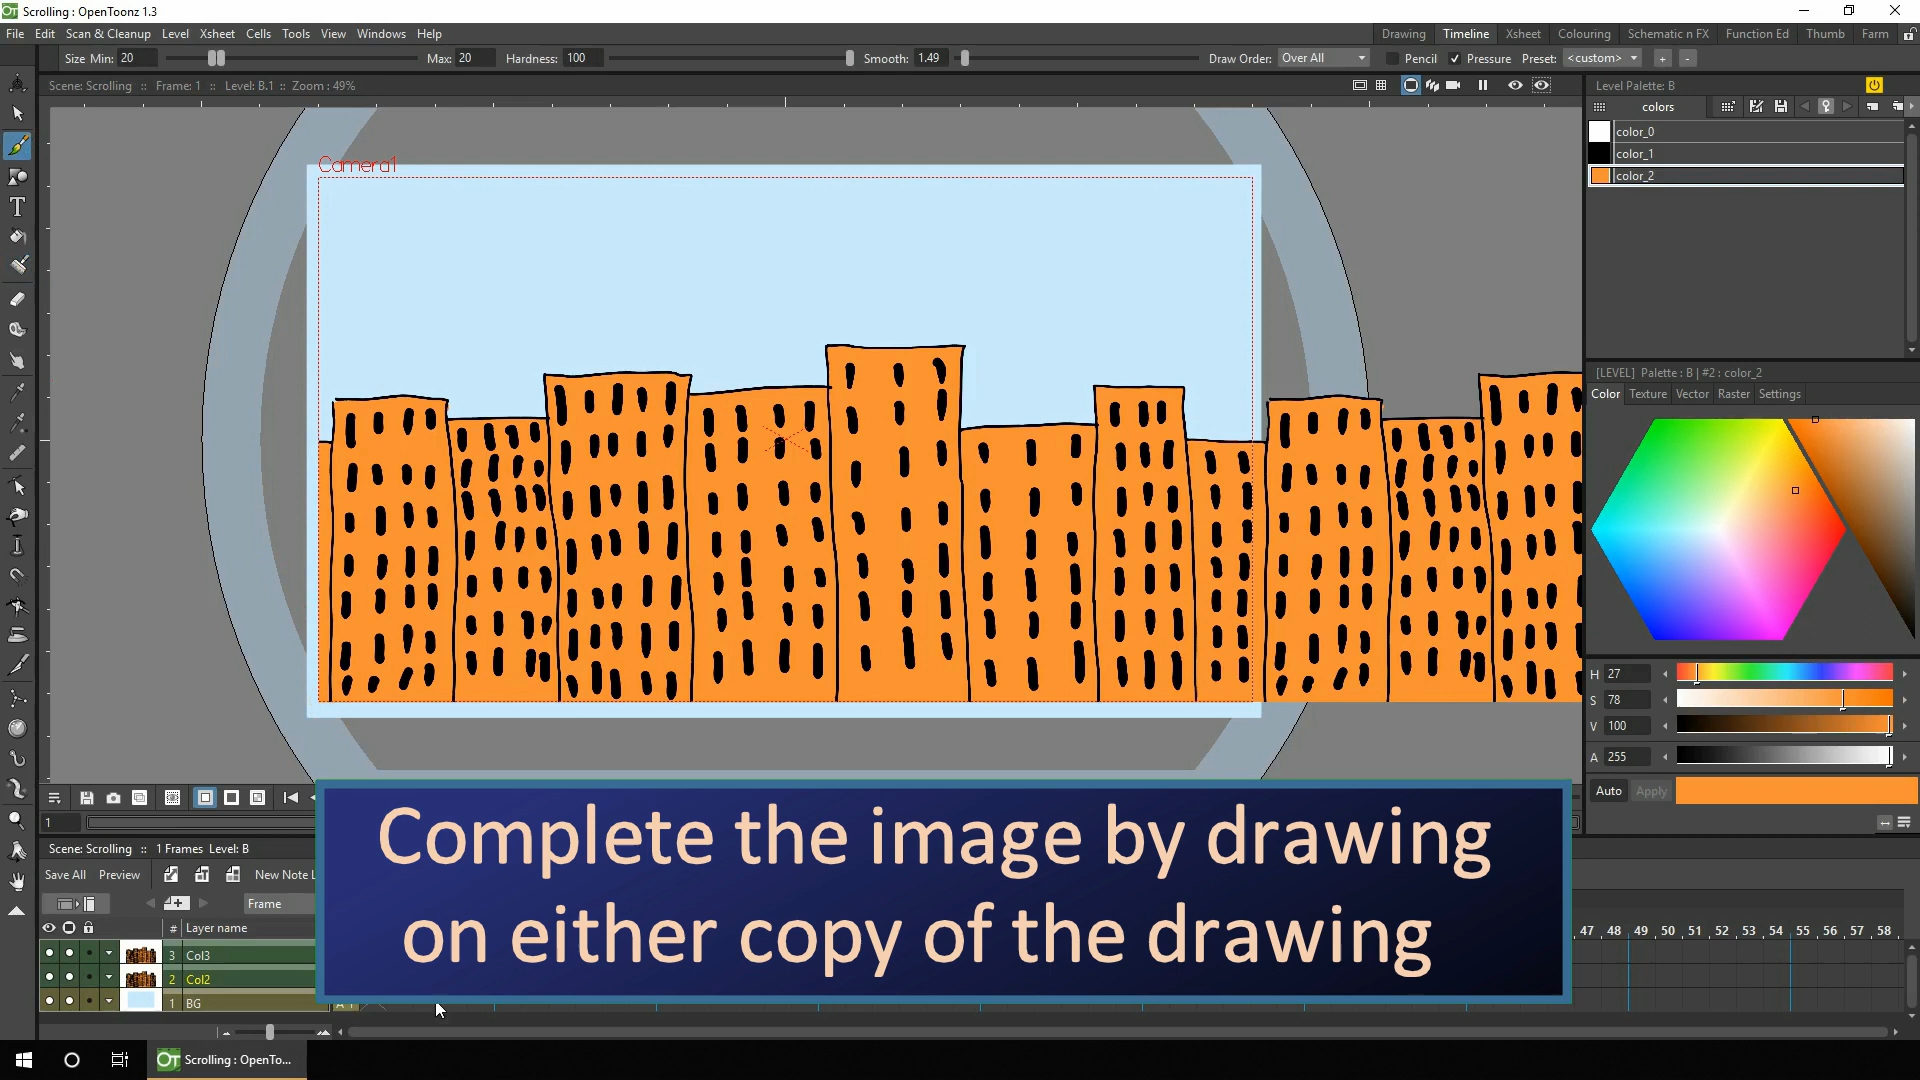 Scrolling : OpenToonz 1.3
File Edit Scan & Cleanup Level Xsheet Cells Tools View Windows Help
Drawing Timeline Xsheet Colouring Schematic n FX Function Ed Thumb Farm
Size Min: 20 Max: 20 Hardness: 100 Smooth: 1.49 Draw Order: Over All Pencil Pressure Preset: <custom> + -
Scene: Scrolling :: Frame: 1 :: Level: B.1 :: Zoom : 49%
Level Palette: B
colors
color_0
color_1
color_2
Camera1
[LEVEL] Palette : B | #2 : color_2
Color Texture Vector Raster Settings
H 27
S 78
V 100
A 255
Auto Apply
1
Complete the image by drawing
on either copy of the drawing
Scene: Scrolling :: 1 Frames Level: B
Save All Preview New Note L
Frame
# Layer name
47 48 49 50 51 52 53 54 55 56 57 58
3 Col3
2 Col2
1 BG
Scrolling : OpenTo...